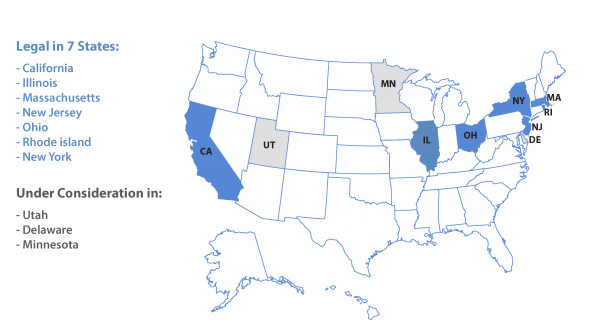 Legal in 7 States:
- California
- Illinois
- Massachusetts
- New Jersey
- Ohio
- Rhode island
- New York
Under Consideration in:
- Utah
- Delaware
- Minnesota
MN
NY
MA
RI
NJ
DE
OH
IL
UT
CA